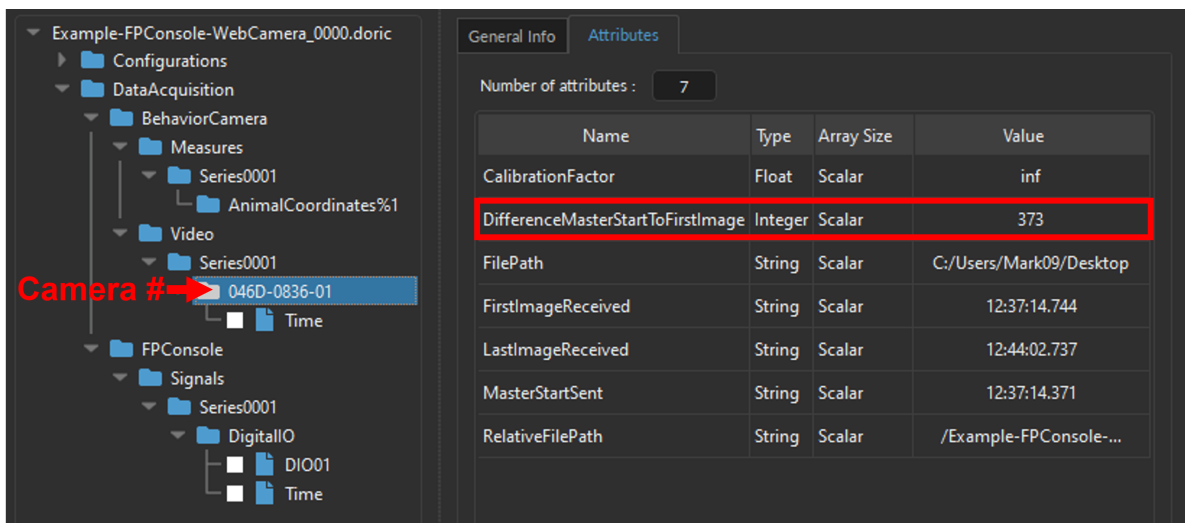 Example-FPConsole-WebCamera_0000.doric
Configurations
DataAcquisition
BehaviorCamera
Measures
Series0001
AnimalCoordinates%1
Video
Series0001
Camera #
046D-0836-01
Time
FPConsole
Signals
Series0001
DigitalIO
DIO01
Time
General Info Attributes
Number of attributes : 7
Name Type Array Size Value
CalibrationFactor Float Scalar inf
DifferenceMasterStartToFirstImage Integer Scalar 373
FilePath String Scalar C:/Users/Mark09/Desktop
FirstImageReceived String Scalar 12:37:14.744
LastImageReceived String Scalar 12:44:02.737
MasterStartSent String Scalar 12:37:14.371
RelativeFilePath String Scalar /Example-FPConsole-...